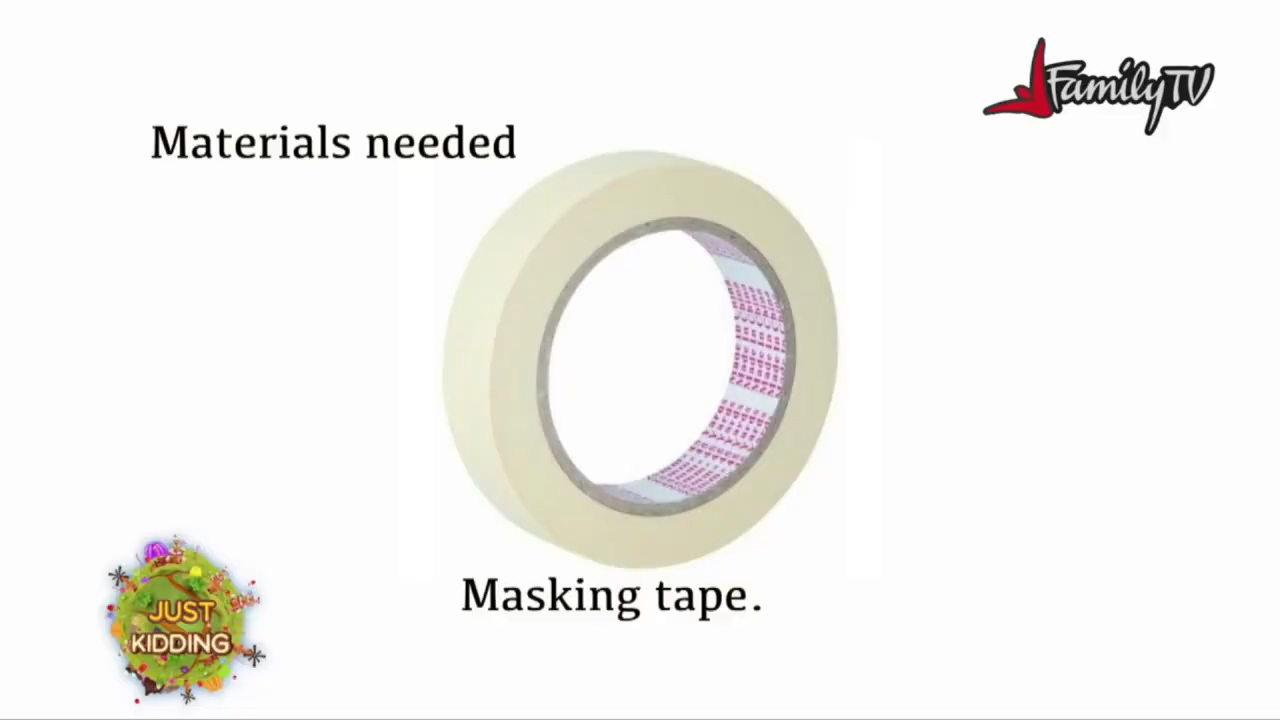 FamilyTV
Materials needed
Masking tape.
JUST
KIDDING